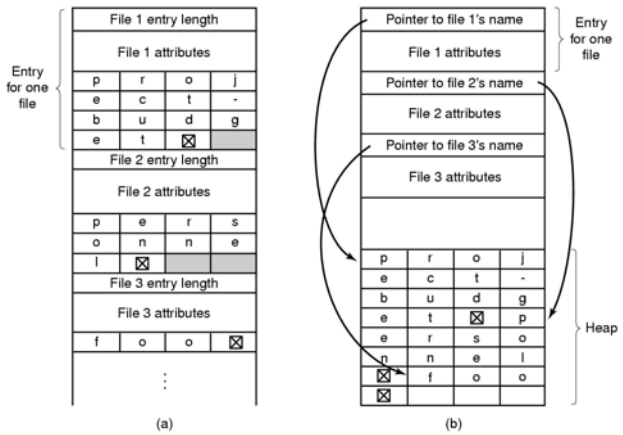 File 1 entry length
File 1 attributes
Entry
for one
file
p r o j
e c t -
b u d g
e t ☒
File 2 entry length
File 2 attributes
p e r s
o n n e
l ☒
File 3 entry length
File 3 attributes
f o o ☒
⋮
(a)
Pointer to file 1's name
File 1 attributes
Entry
for one
file
Pointer to file 2's name
File 2 attributes
Pointer to file 3's name
File 3 attributes
p r o j
e c t -
b u d g
e t ☒ p
e r s o
n n e l
☒ f o o
☒
Heap
(b)